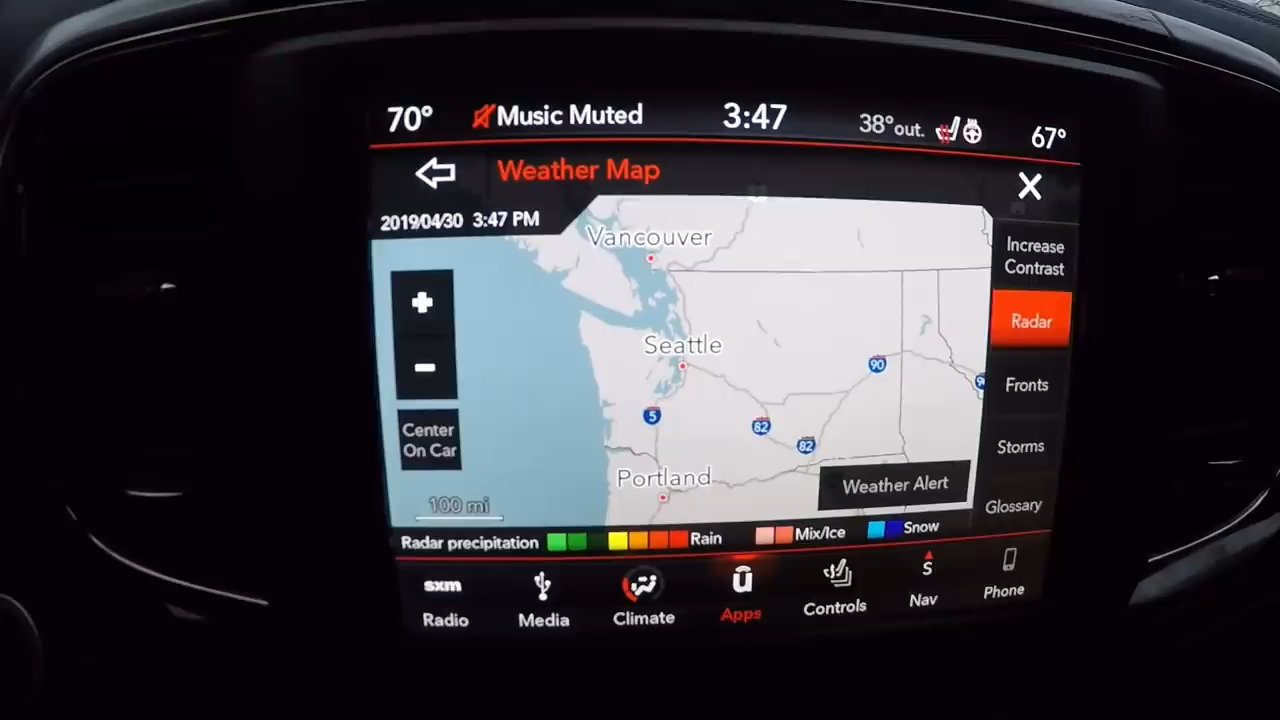 70°
Music Muted
3:47
38°out.
67°
Weather Map
X
2019/04/30 3:47 PM
Vancouver
Increase
Contrast
+
Radar
Seattle
90
-
Fronts
5
82
82
Center
On Car
Storms
Portland
Weather Alert
100 mi
Glossary
Radar precipitation
Rain
Mix/Ice
Snow
sxm
ū
S
Radio
Media
Climate
Apps
Controls
Nav
Phone